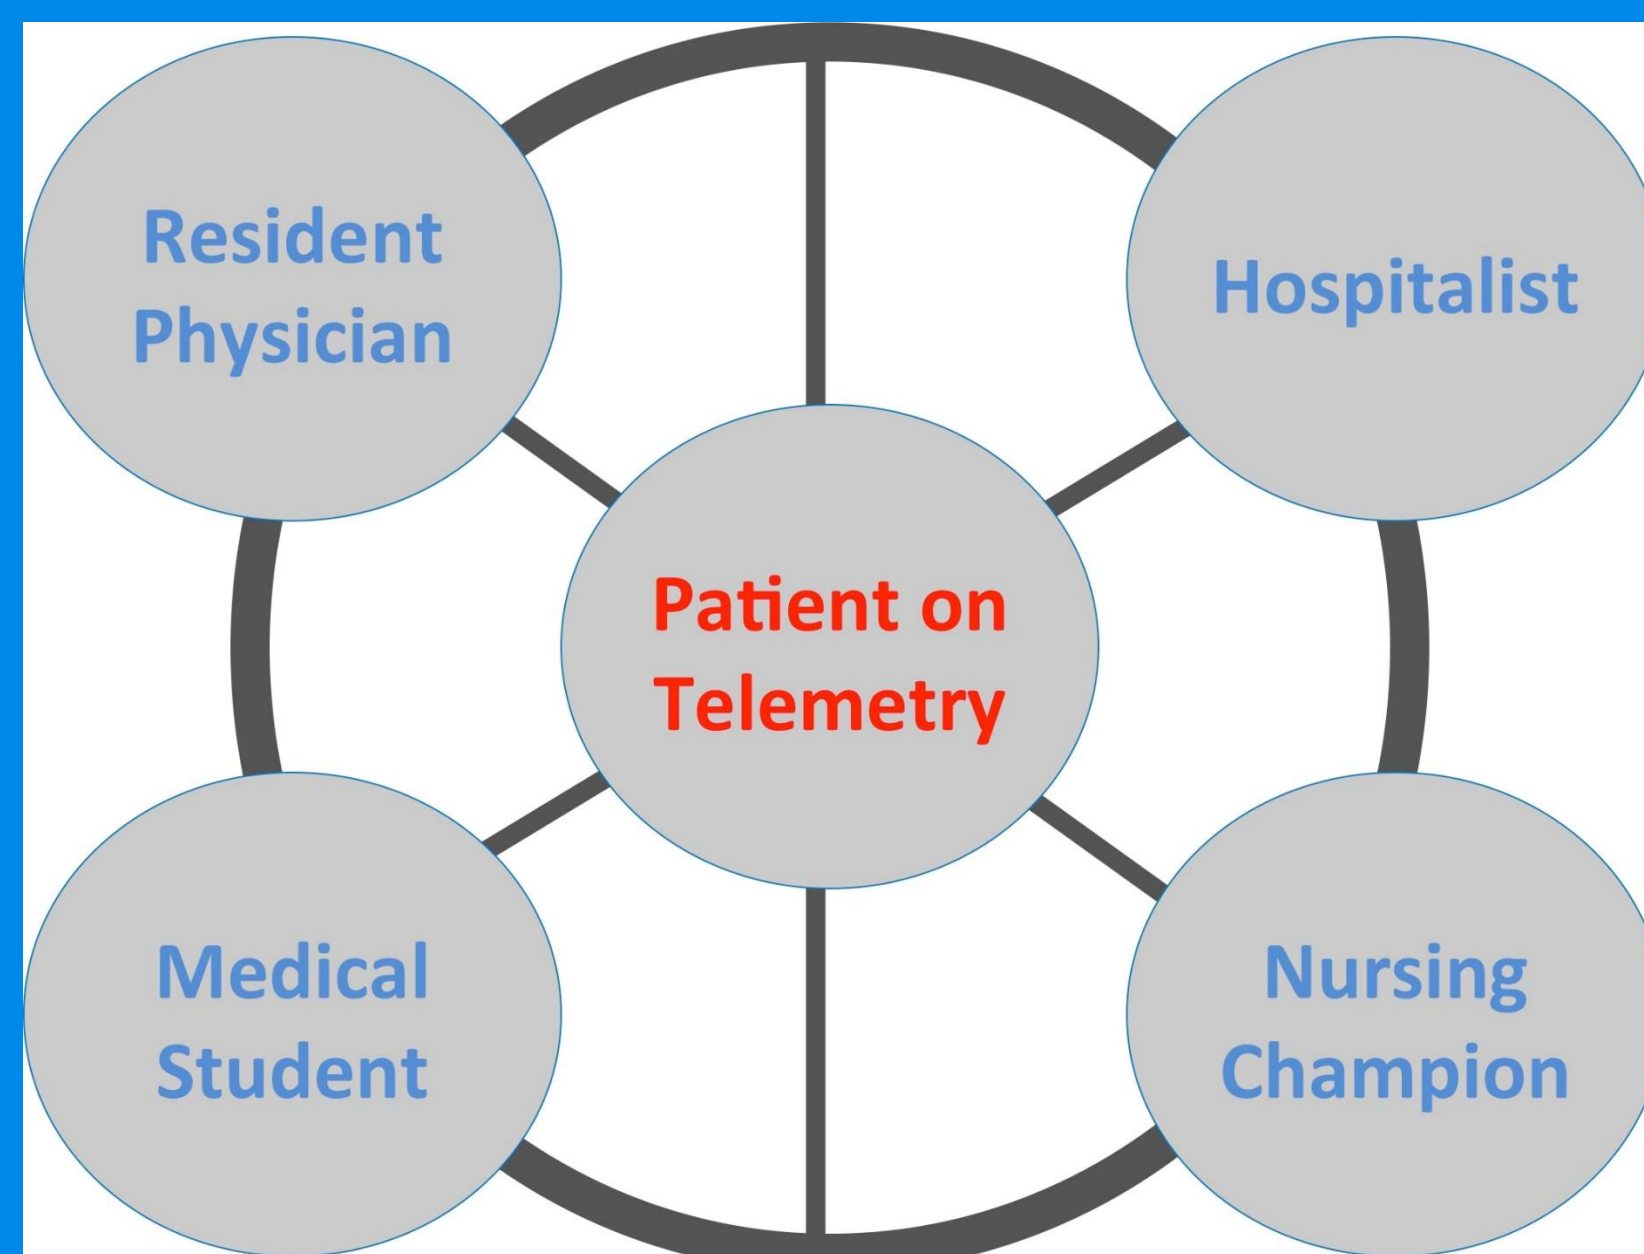 Resident
Physician
Hospitalist
Patient on
Telemetry
Medical
Student
Nursing
Champion